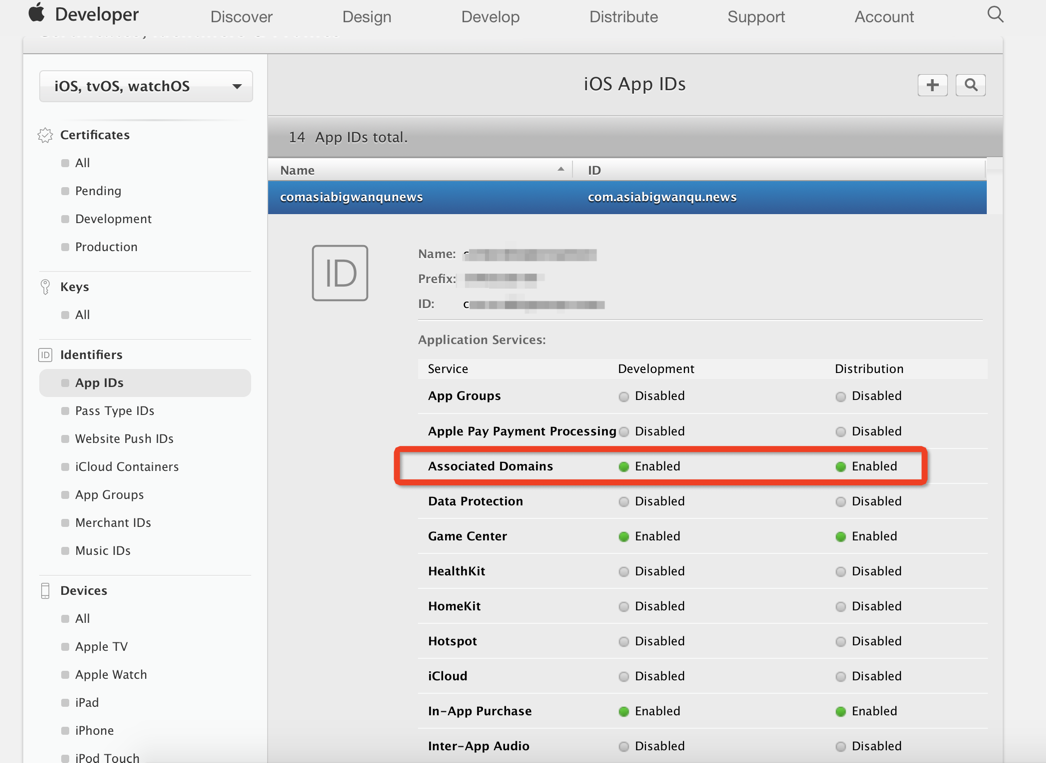 Developer Discover Design Develop Distribute Support Account
iOS, tvOS, watchOS
iOS App IDs
Certificates
All
Pending
Development
Production
Keys
All
Identifiers
App IDs
Pass Type IDs
Website Push IDs
iCloud Containers
App Groups
Merchant IDs
Music IDs
Devices
All
Apple TV
Apple Watch
iPad
iPhone
iPod Touch
14 App IDs total.
Name ID
comasiabigwanqunews com.asiabigwanqu.news
ID
Name:
Prefix:
ID:
Application Services:
Service Development Distribution
App Groups Disabled Disabled
Apple Pay Payment Processing Disabled Disabled
Associated Domains Enabled Enabled
Data Protection Disabled Disabled
Game Center Enabled Enabled
HealthKit Disabled Disabled
HomeKit Disabled Disabled
Hotspot Disabled Disabled
iCloud Disabled Disabled
In-App Purchase Enabled Enabled
Inter-App Audio Disabled Disabled